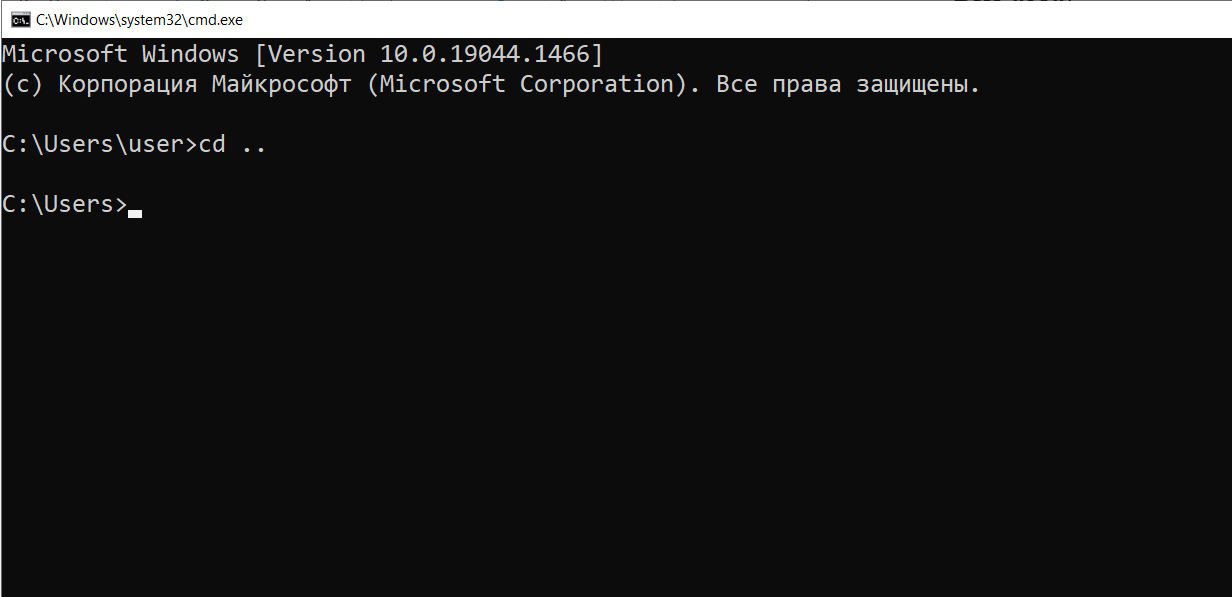 C:\Windows\system32\cmd.exe
Microsoft Windows [Version 10.0.19044.1466]
(c) Корпорация Майкрософт (Microsoft Corporation). Все права защищены.
C:\Users\user>cd ..
C:\Users>